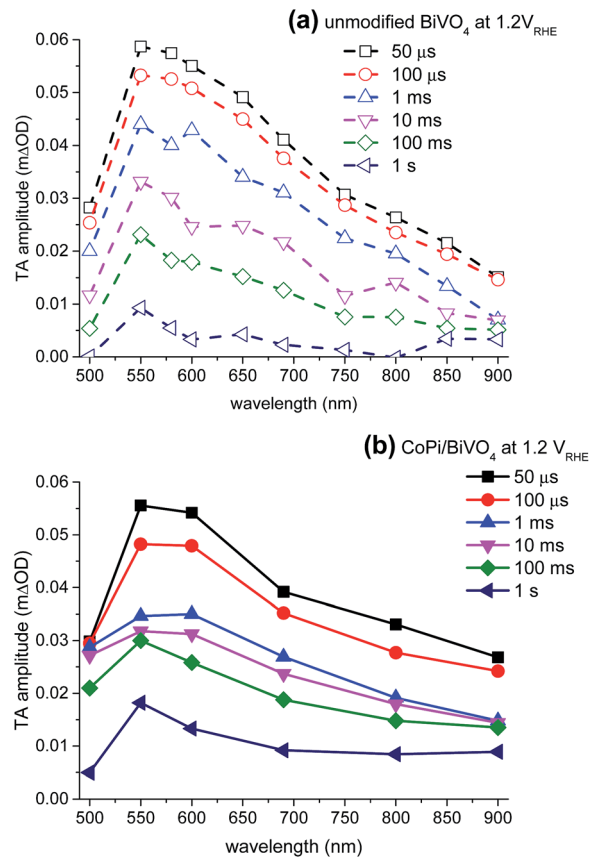 (a) unmodified BiVO4 at 1.2VRHE
50 μs
100 μs
1 ms
10 ms
100 ms
1 s
TA amplitude (mΔOD)
0.06
0.05
0.04
0.03
0.02
0.01
0.00
500 550 600 650 700 750 800 850 900
wavelength (nm)
(b) CoPi/BiVO4 at 1.2 VRHE
50 μs
100 μs
1 ms
10 ms
100 ms
1 s
TA amplitude (mΔOD)
0.06
0.05
0.04
0.03
0.02
0.01
0.00
500 550 600 650 700 750 800 850 900
wavelength (nm)